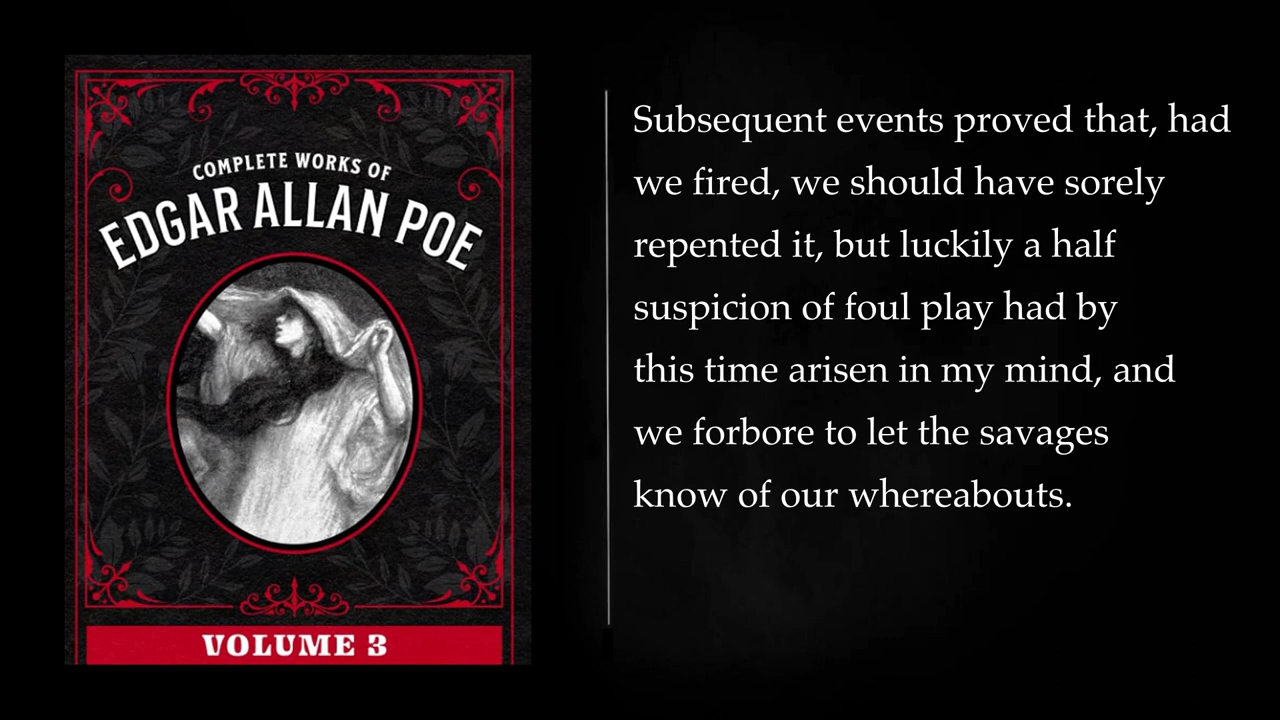 COMPLETE WORKS OF
EDGAR ALLAN POE
VOLUME 3
Subsequent events proved that, had
we fired, we should have sorely
repented it, but luckily a half
suspicion of foul play had by
this time arisen in my mind, and
we forbore to let the savages
know of our whereabouts.